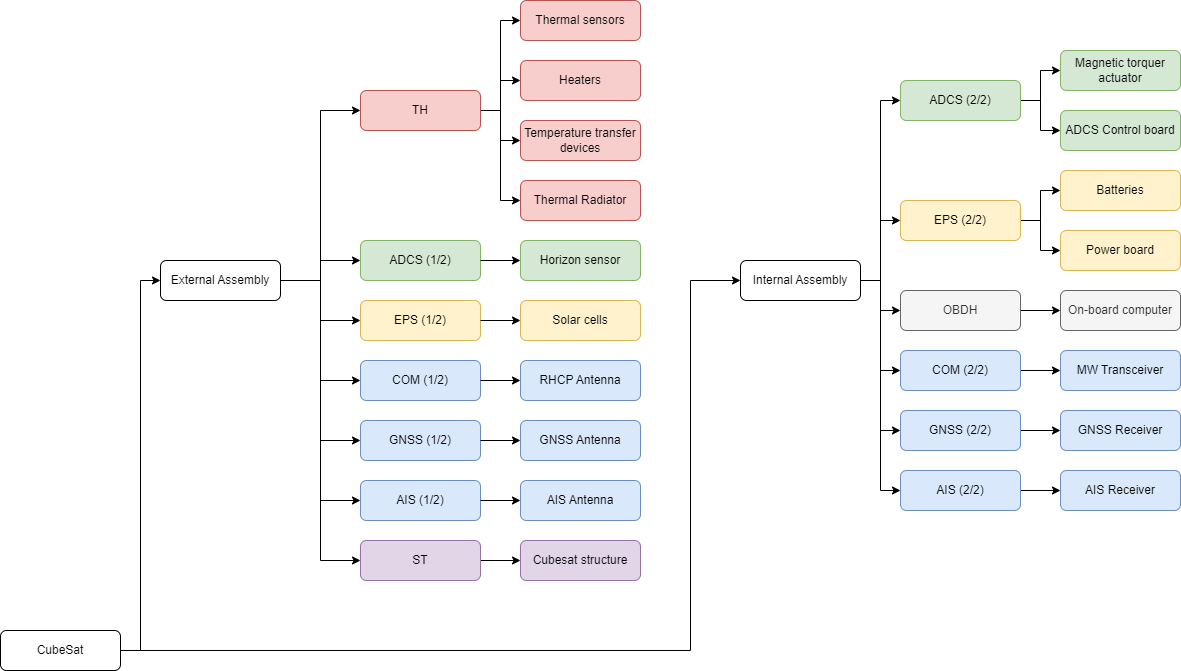 CubeSat
External Assembly
TH
Thermal sensors
Heaters
Temperature transfer
devices
Thermal Radiator
ADCS (1/2)
Horizon sensor
EPS (1/2)
Solar cells
COM (1/2)
RHCP Antenna
GNSS (1/2)
GNSS Antenna
AIS (1/2)
AIS Antenna
ST
Cubesat structure
Internal Assembly
ADCS (2/2)
Magnetic torquer
actuator
ADCS Control board
EPS (2/2)
Batteries
Power board
OBDH
On-board computer
COM (2/2)
MW Transceiver
GNSS (2/2)
GNSS Receiver
AIS (2/2)
AIS Receiver